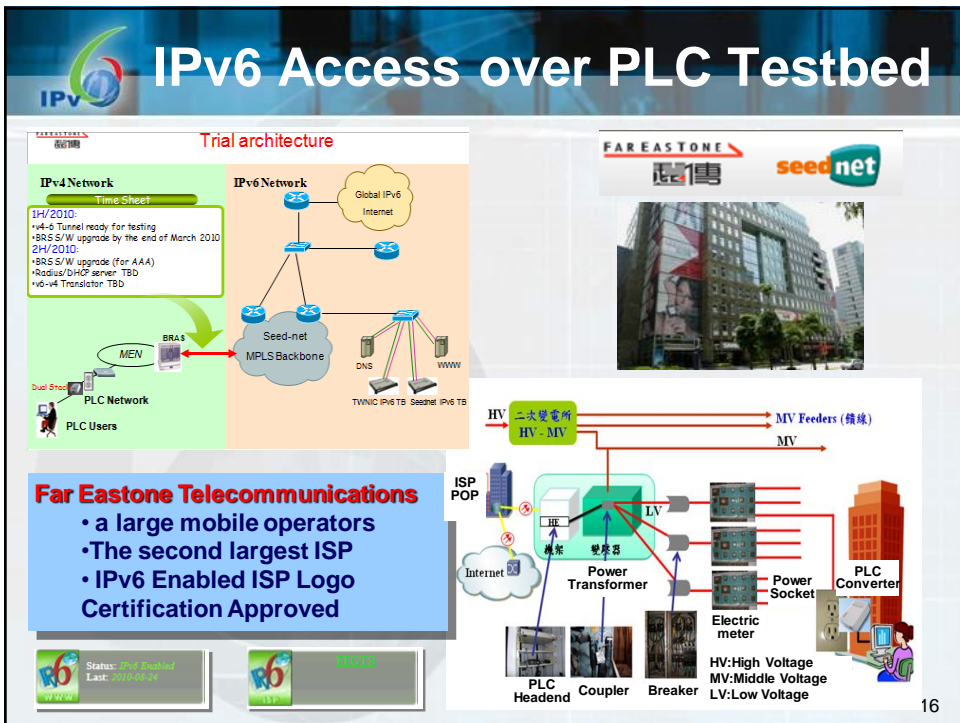 IPv6
IPv6 Access over PLC Testbed
FAREASTONE
遠傳
Trial architecture
IPv4 Network
Time Sheet
1H/2010:
•v4-6 Tunnel ready for testing
•BRS S/W upgrade by the end of March 2010
2H/2010:
•BRS S/W upgrade (for AAA)
•Radius/DHCP server TBD
•v6-v4 Translator TBD
BRAS
MEN
Dual Stack
PLC Network
PLC Users
IPv6 Network
Global IPv6
Internet
Seed-net
MPLS Backbone
DNS
WWW
TWNIC IPv6 TB
Seednet IPv6 TB
FAREASTONE
遠傳
seednet
Far Eastone Telecommunications
• a large mobile operators
•The second largest ISP
• IPv6 Enabled ISP Logo
Certification Approved
IPv6
WWW
Status: IPv6 Enabled
Last: 2010-08-24
IPv6
ISP
HV
二次變電所
HV - MV
MV Feeders (饋線)
MV
ISP
POP
HE
機架
變壓器
LV
Internet
Power
Transformer
Power
Socket
PLC
Converter
Electric
meter
PLC
Headend
Coupler
Breaker
HV:High Voltage
MV:Middle Voltage
LV:Low Voltage
16